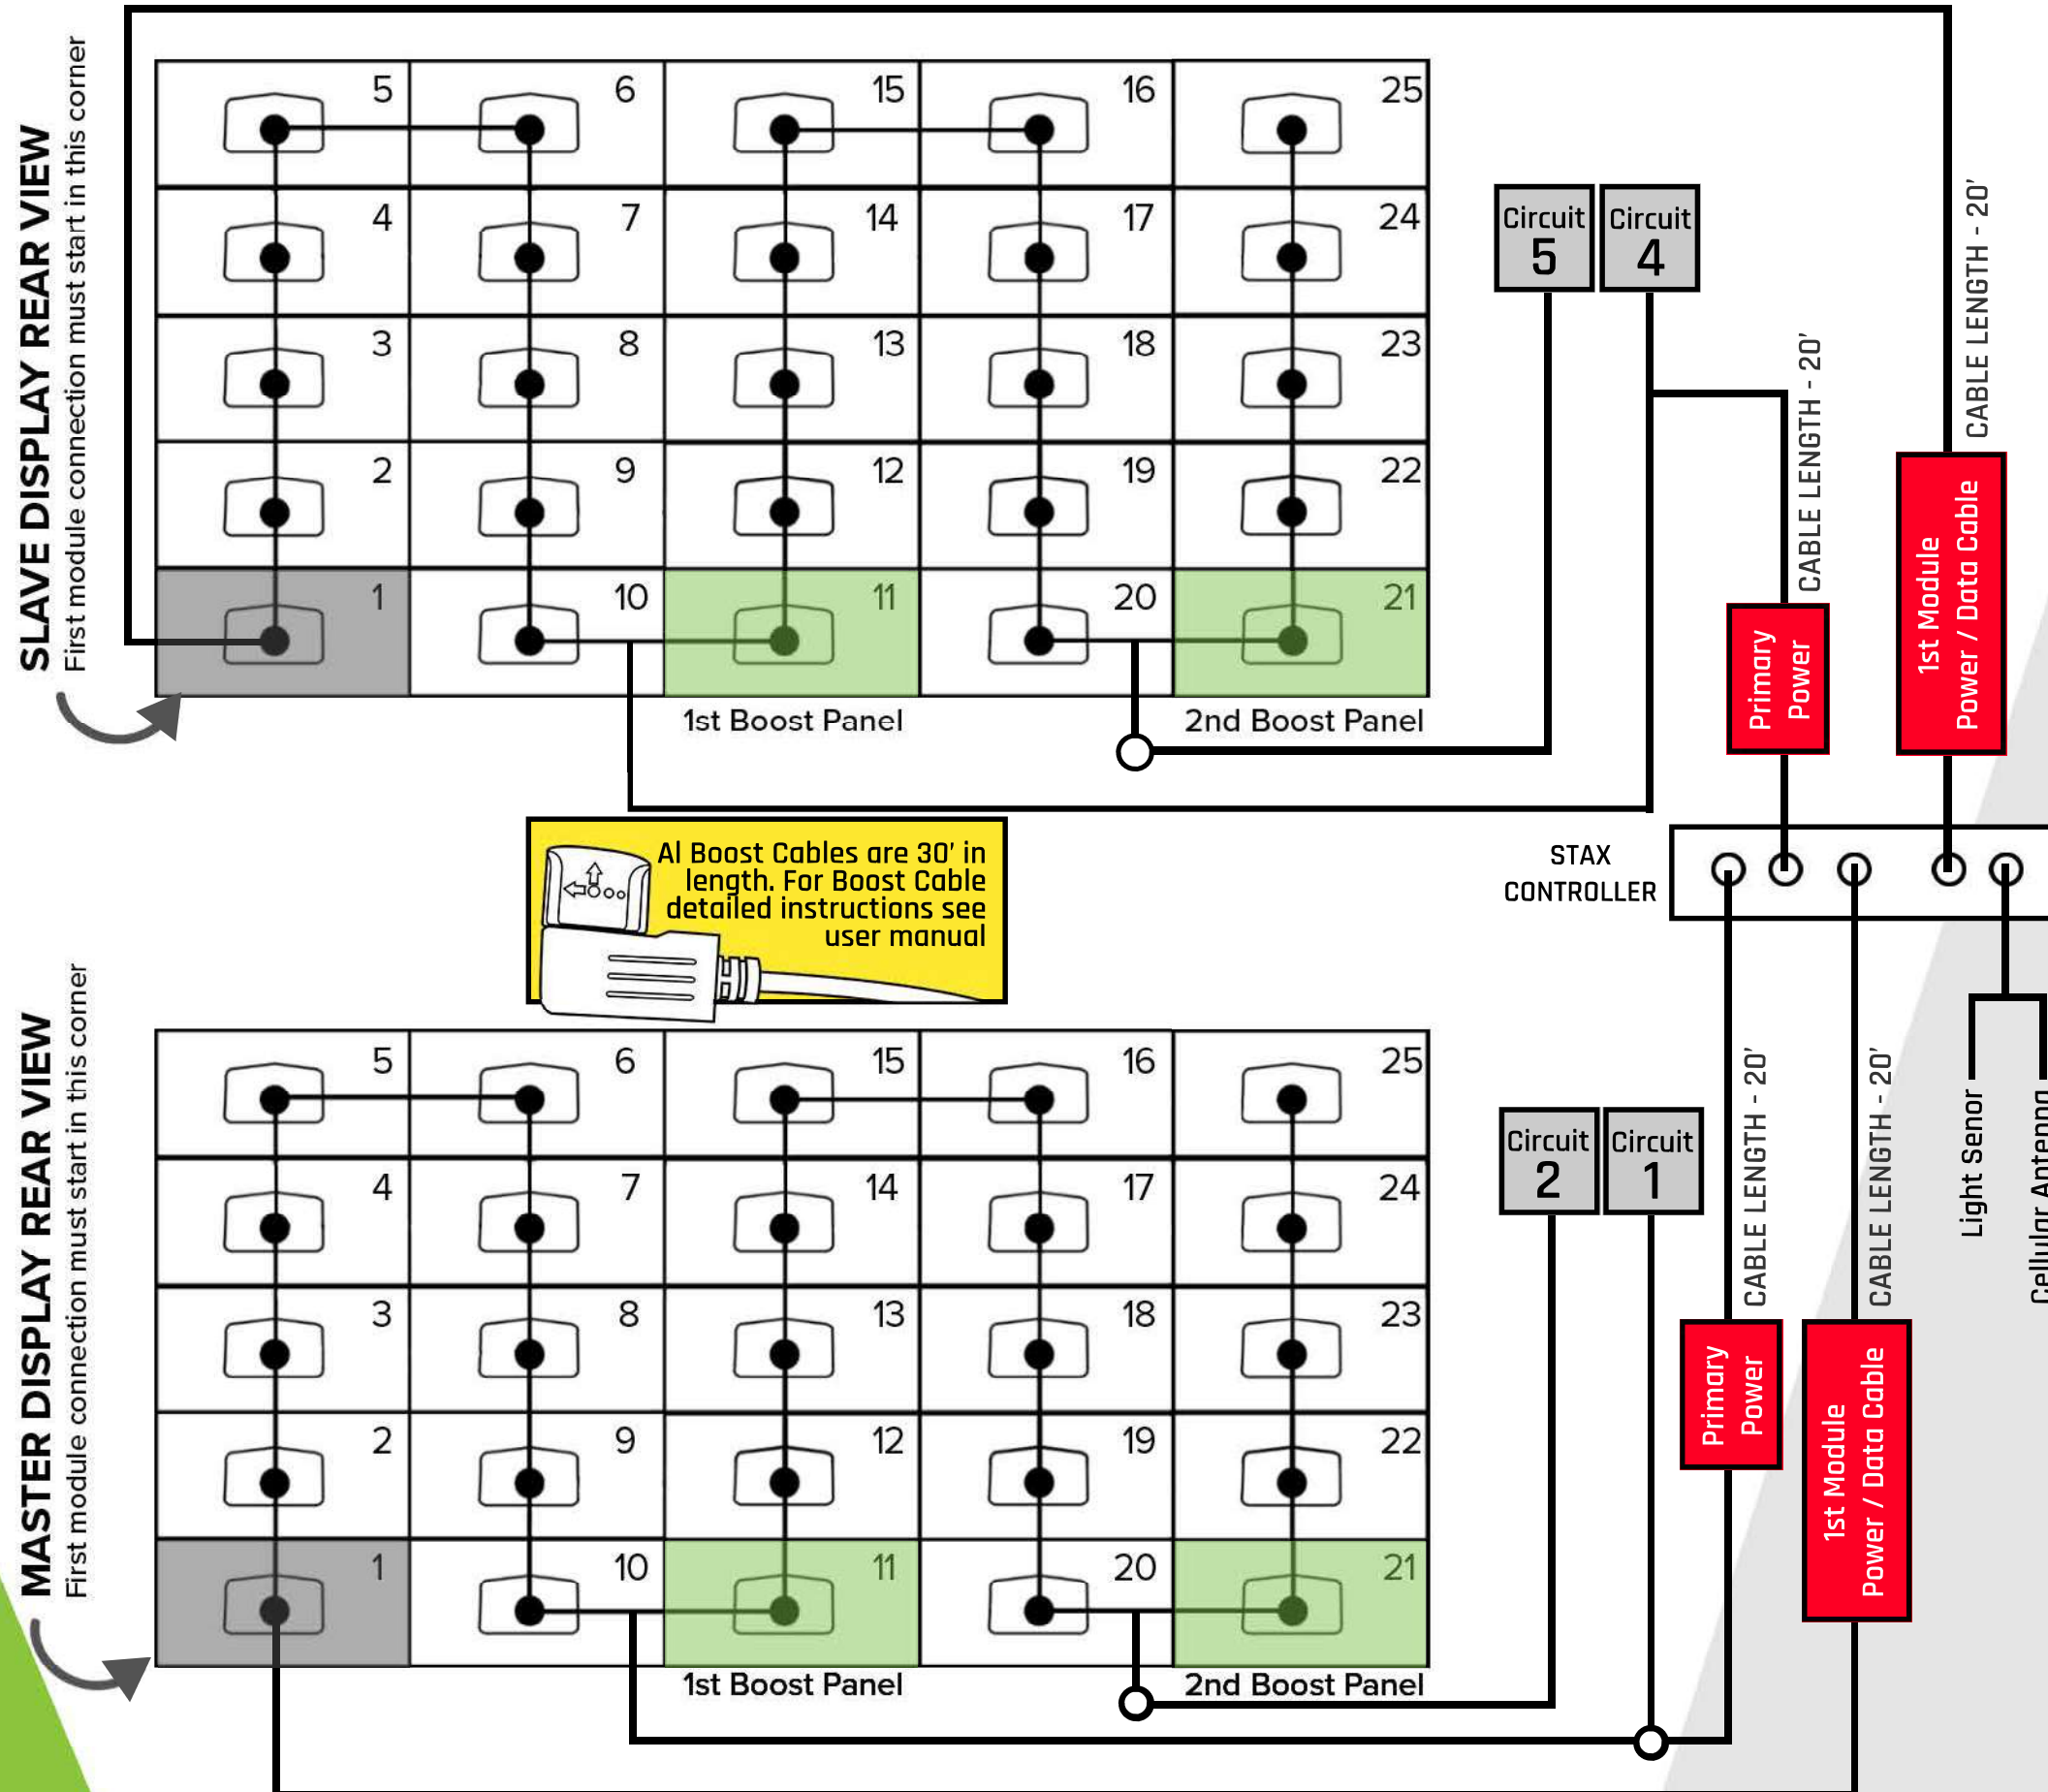 SLAVE DISPLAY REAR VIEW
First module connection must start in this corner
5 6 15 16 25
4 7 14 17 24
3 8 13 18 23
2 9 12 19 22
1 10 11 20 21
1st Boost Panel
2nd Boost Panel
Circuit
5
Circuit
4
CABLE LENGTH - 20'
Primary
Power
CABLE LENGTH - 20'
1st Module
Power / Data Cable
Al Boost Cables are 30' in
length. For Boost Cable
detailed instructions see
user manual
STAX
CONTROLLER
MASTER DISPLAY REAR VIEW
First module connection must start in this corner
5 6 15 16 25
4 7 14 17 24
3 8 13 18 23
2 9 12 19 22
1 10 11 20 21
1st Boost Panel
2nd Boost Panel
Circuit
2
Circuit
1
CABLE LENGTH - 20'
Primary
Power
CABLE LENGTH - 20'
1st Module
Power / Data Cable
Light Senor
Cellular Antenna